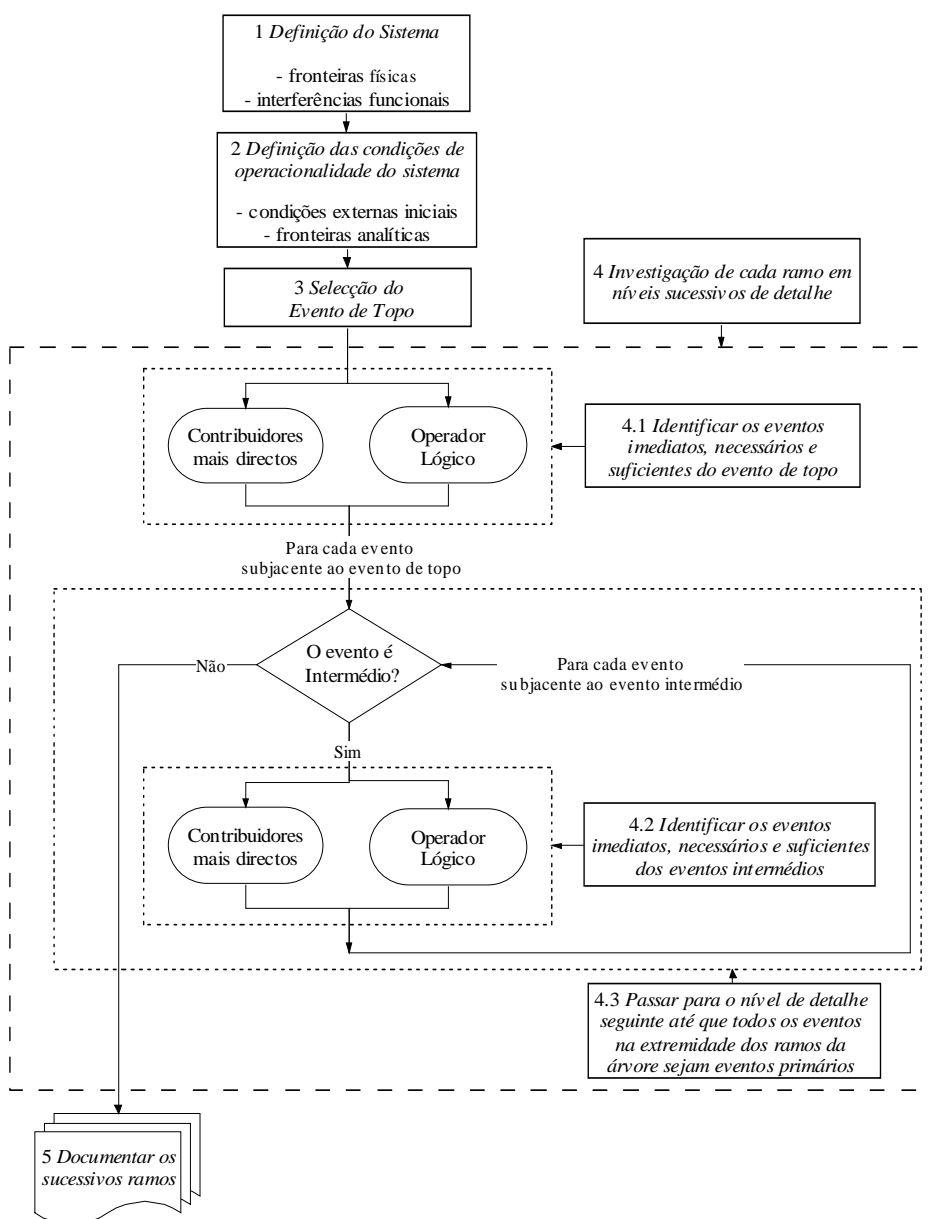 1 Definição do Sistema
- fronteiras físicas
- interferências funcionais
2 Definição das condições de
operacionalidade do sistema
- condições externas iniciais
- fronteiras analíticas
3 Selecção do
Evento de Topo
4 Investigação de cada ramo em
níveis sucessivos de detalhe
Contribuidores
mais directos
Operador
Lógico
4.1 Identificar os eventos
imediatos, necessários e
suficientes do evento de topo
Para cada evento
subjacente ao evento de topo
O evento é
Intermédio?
Não
Para cada evento
subjacente ao evento intermédio
Sim
Contribuidores
mais directos
Operador
Lógico
4.2 Identificar os eventos
imediatos, necessários e suficientes
dos eventos intermédios
4.3 Passar para o nível de detalhe
seguinte até que todos os eventos
na extremidade dos ramos da
árvore sejam eventos primários
5 Documentar os
sucessivos ramos